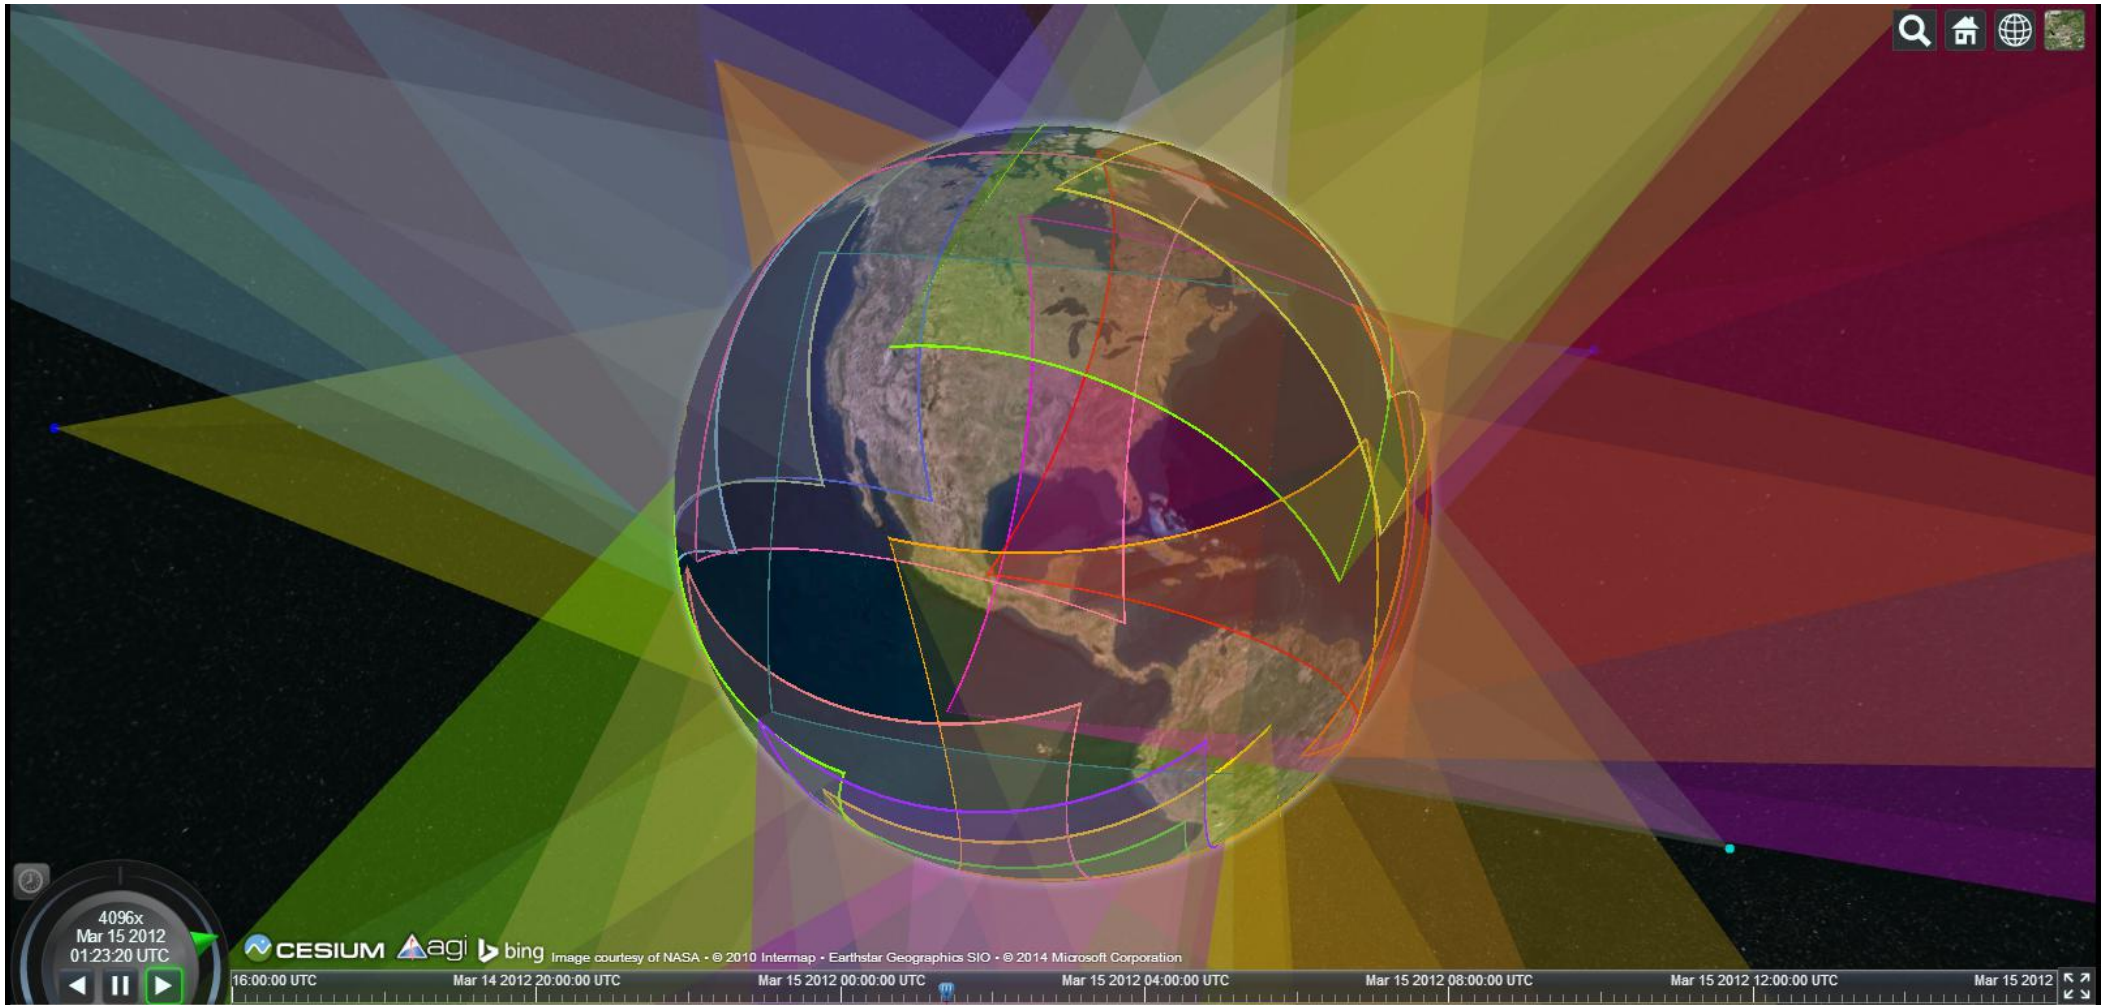 4096x
Mar 15 2012
01:23:20 UTC
CESIUM agi bing Image courtesy of NASA • © 2010 Intermap • Earthstar Geographics SIO • © 2014 Microsoft Corporation
16:00:00 UTC Mar 14 2012 20:00:00 UTC Mar 15 2012 00:00:00 UTC Mar 15 2012 04:00:00 UTC Mar 15 2012 08:00:00 UTC Mar 15 2012 12:00:00 UTC Mar 15 2012